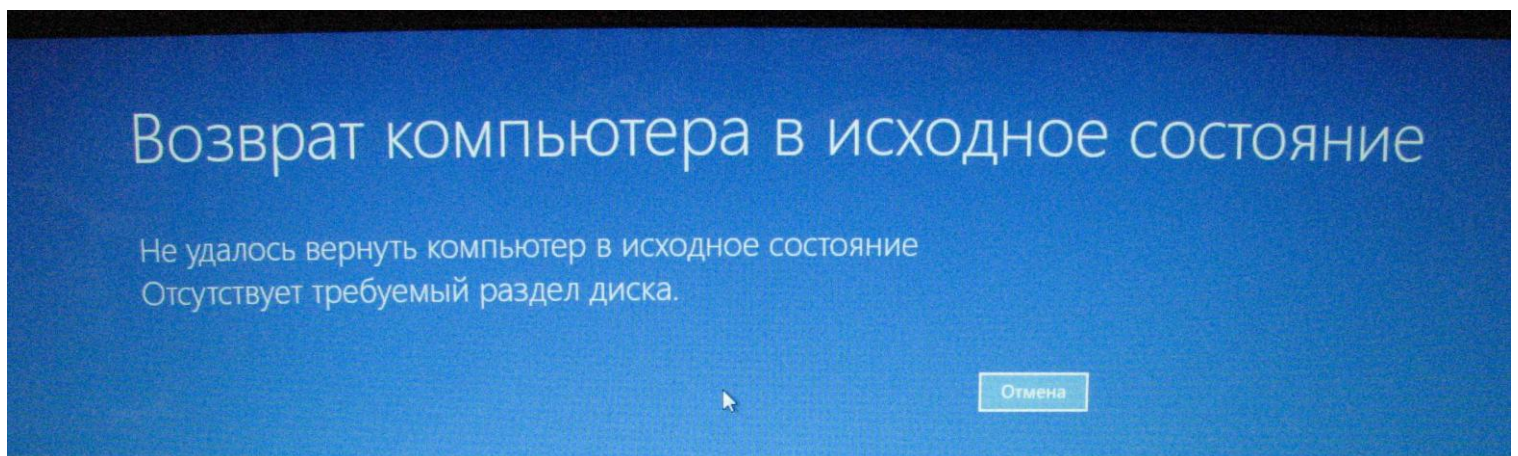 Возврат компьютера в исходное состояние
Не удалось вернуть компьютер в исходное состояние
Отсутствует требуемый раздел диска.
Отмена